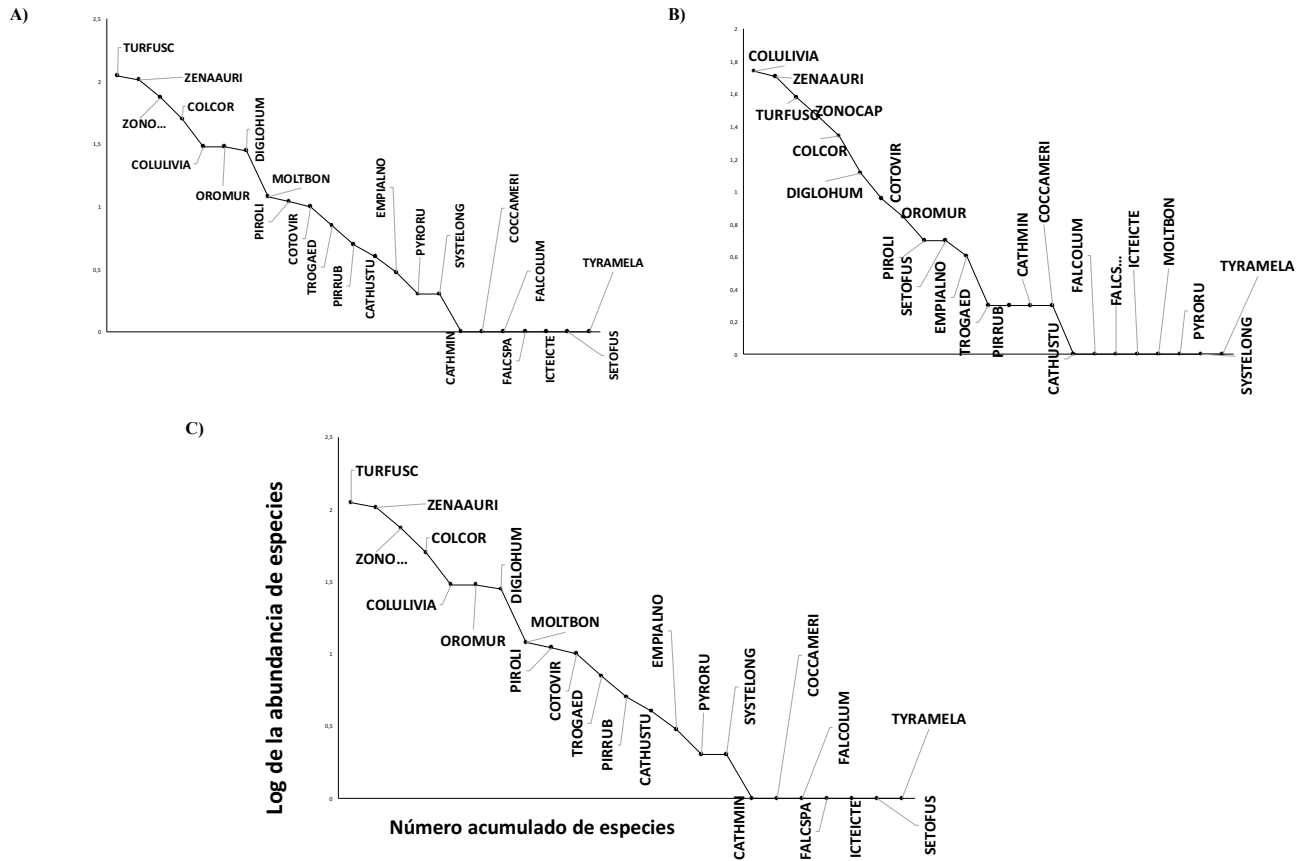 A)
2,5
2
1,5
1
0,5
0
TURFUSC
ZENAAURI
ZONO...
COLCOR
COLULIVIA
OROMUR
DIGLOHUM
MOLTBON
PIROLI
COTOVIR
TROGAED
PIRRUB
CATHUSTU
EMPIALNO
PYRORU
SYSTELONG
CATHMIN
COCCAMERI
FALCOLUM
FALCSPA
ICTEICTE
SETOFUS
TYRAMELA
B)
2
1,8
1,6
1,4
1,2
1
0,8
0,6
0,4
0,2
0
COLULIVIA
ZENAAURI
TURFUSC
ZONOCAP
COLCOR
DIGLOHUM
COTOVIR
OROMUR
PIROLI
SETOFUS
EMPIALNO
TROGAED
PIRRUB
CATHMIN
COCCAMERI
CATHUSTU
FALCOLUM
FALCS...
ICTEICTE
MOLTBON
PYRORU
SYSTELONG
TYRAMELA
C)
Log de la abundancia de especies
2,5
2
1,5
1
0,5
0
TURFUSC
ZENAAURI
ZONO...
COLCOR
COLULIVIA
OROMUR
DIGLOHUM
MOLTBON
PIROLI
COTOVIR
TROGAED
PIRRUB
CATHUSTU
EMPIALNO
PYRORU
SYSTELONG
CATHMIN
COCCAMERI
FALCOLUM
FALCSPA
ICTEICTE
SETOFUS
TYRAMELA
Número acumulado de especies